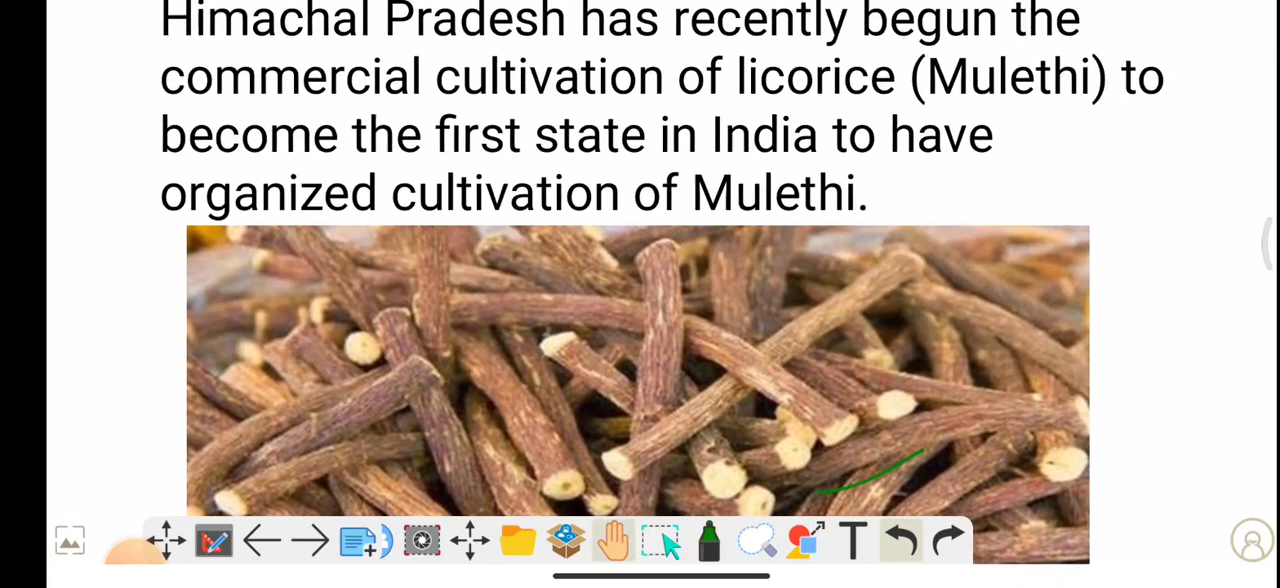 Himachal Pradesh has recently begun the
commercial cultivation of licorice (Mulethi) to
become the first state in India to have
organized cultivation of Mulethi.